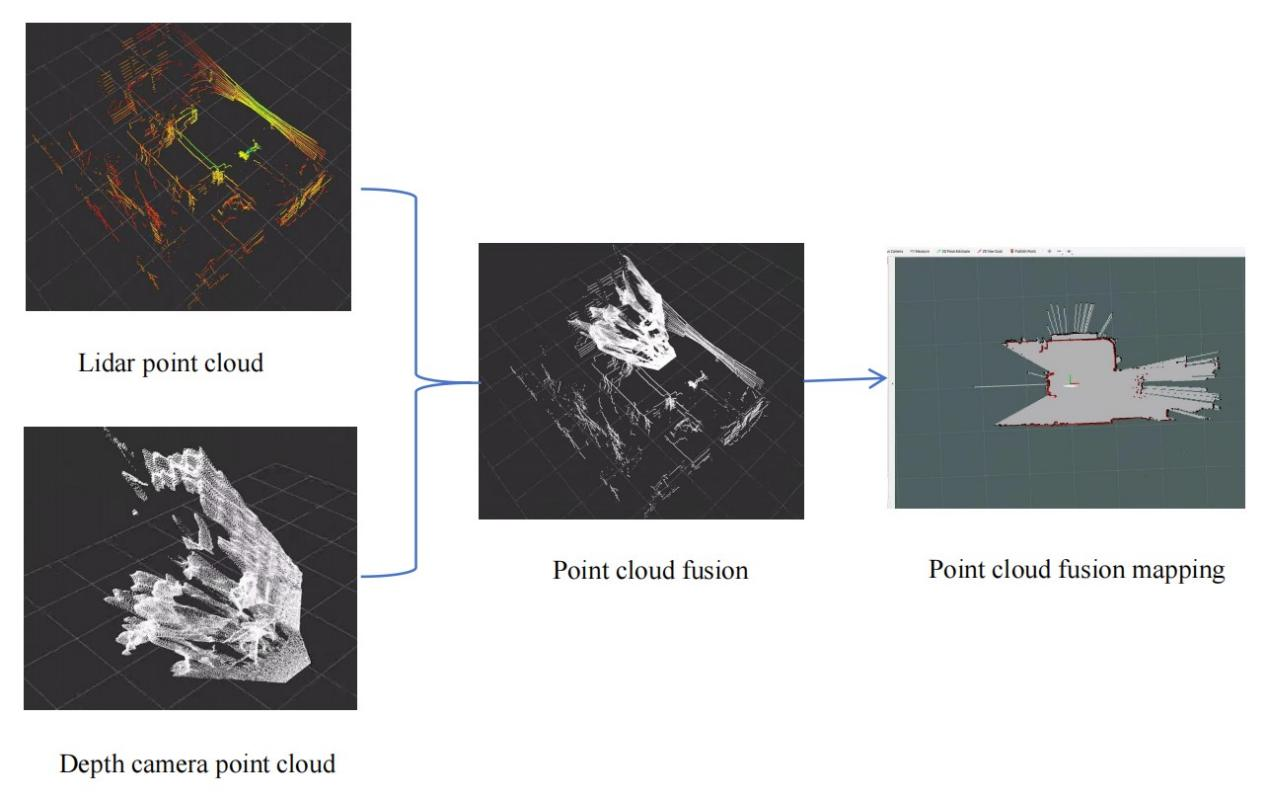 Lidar point cloud
Depth camera point cloud
Point cloud fusion
Point cloud fusion mapping